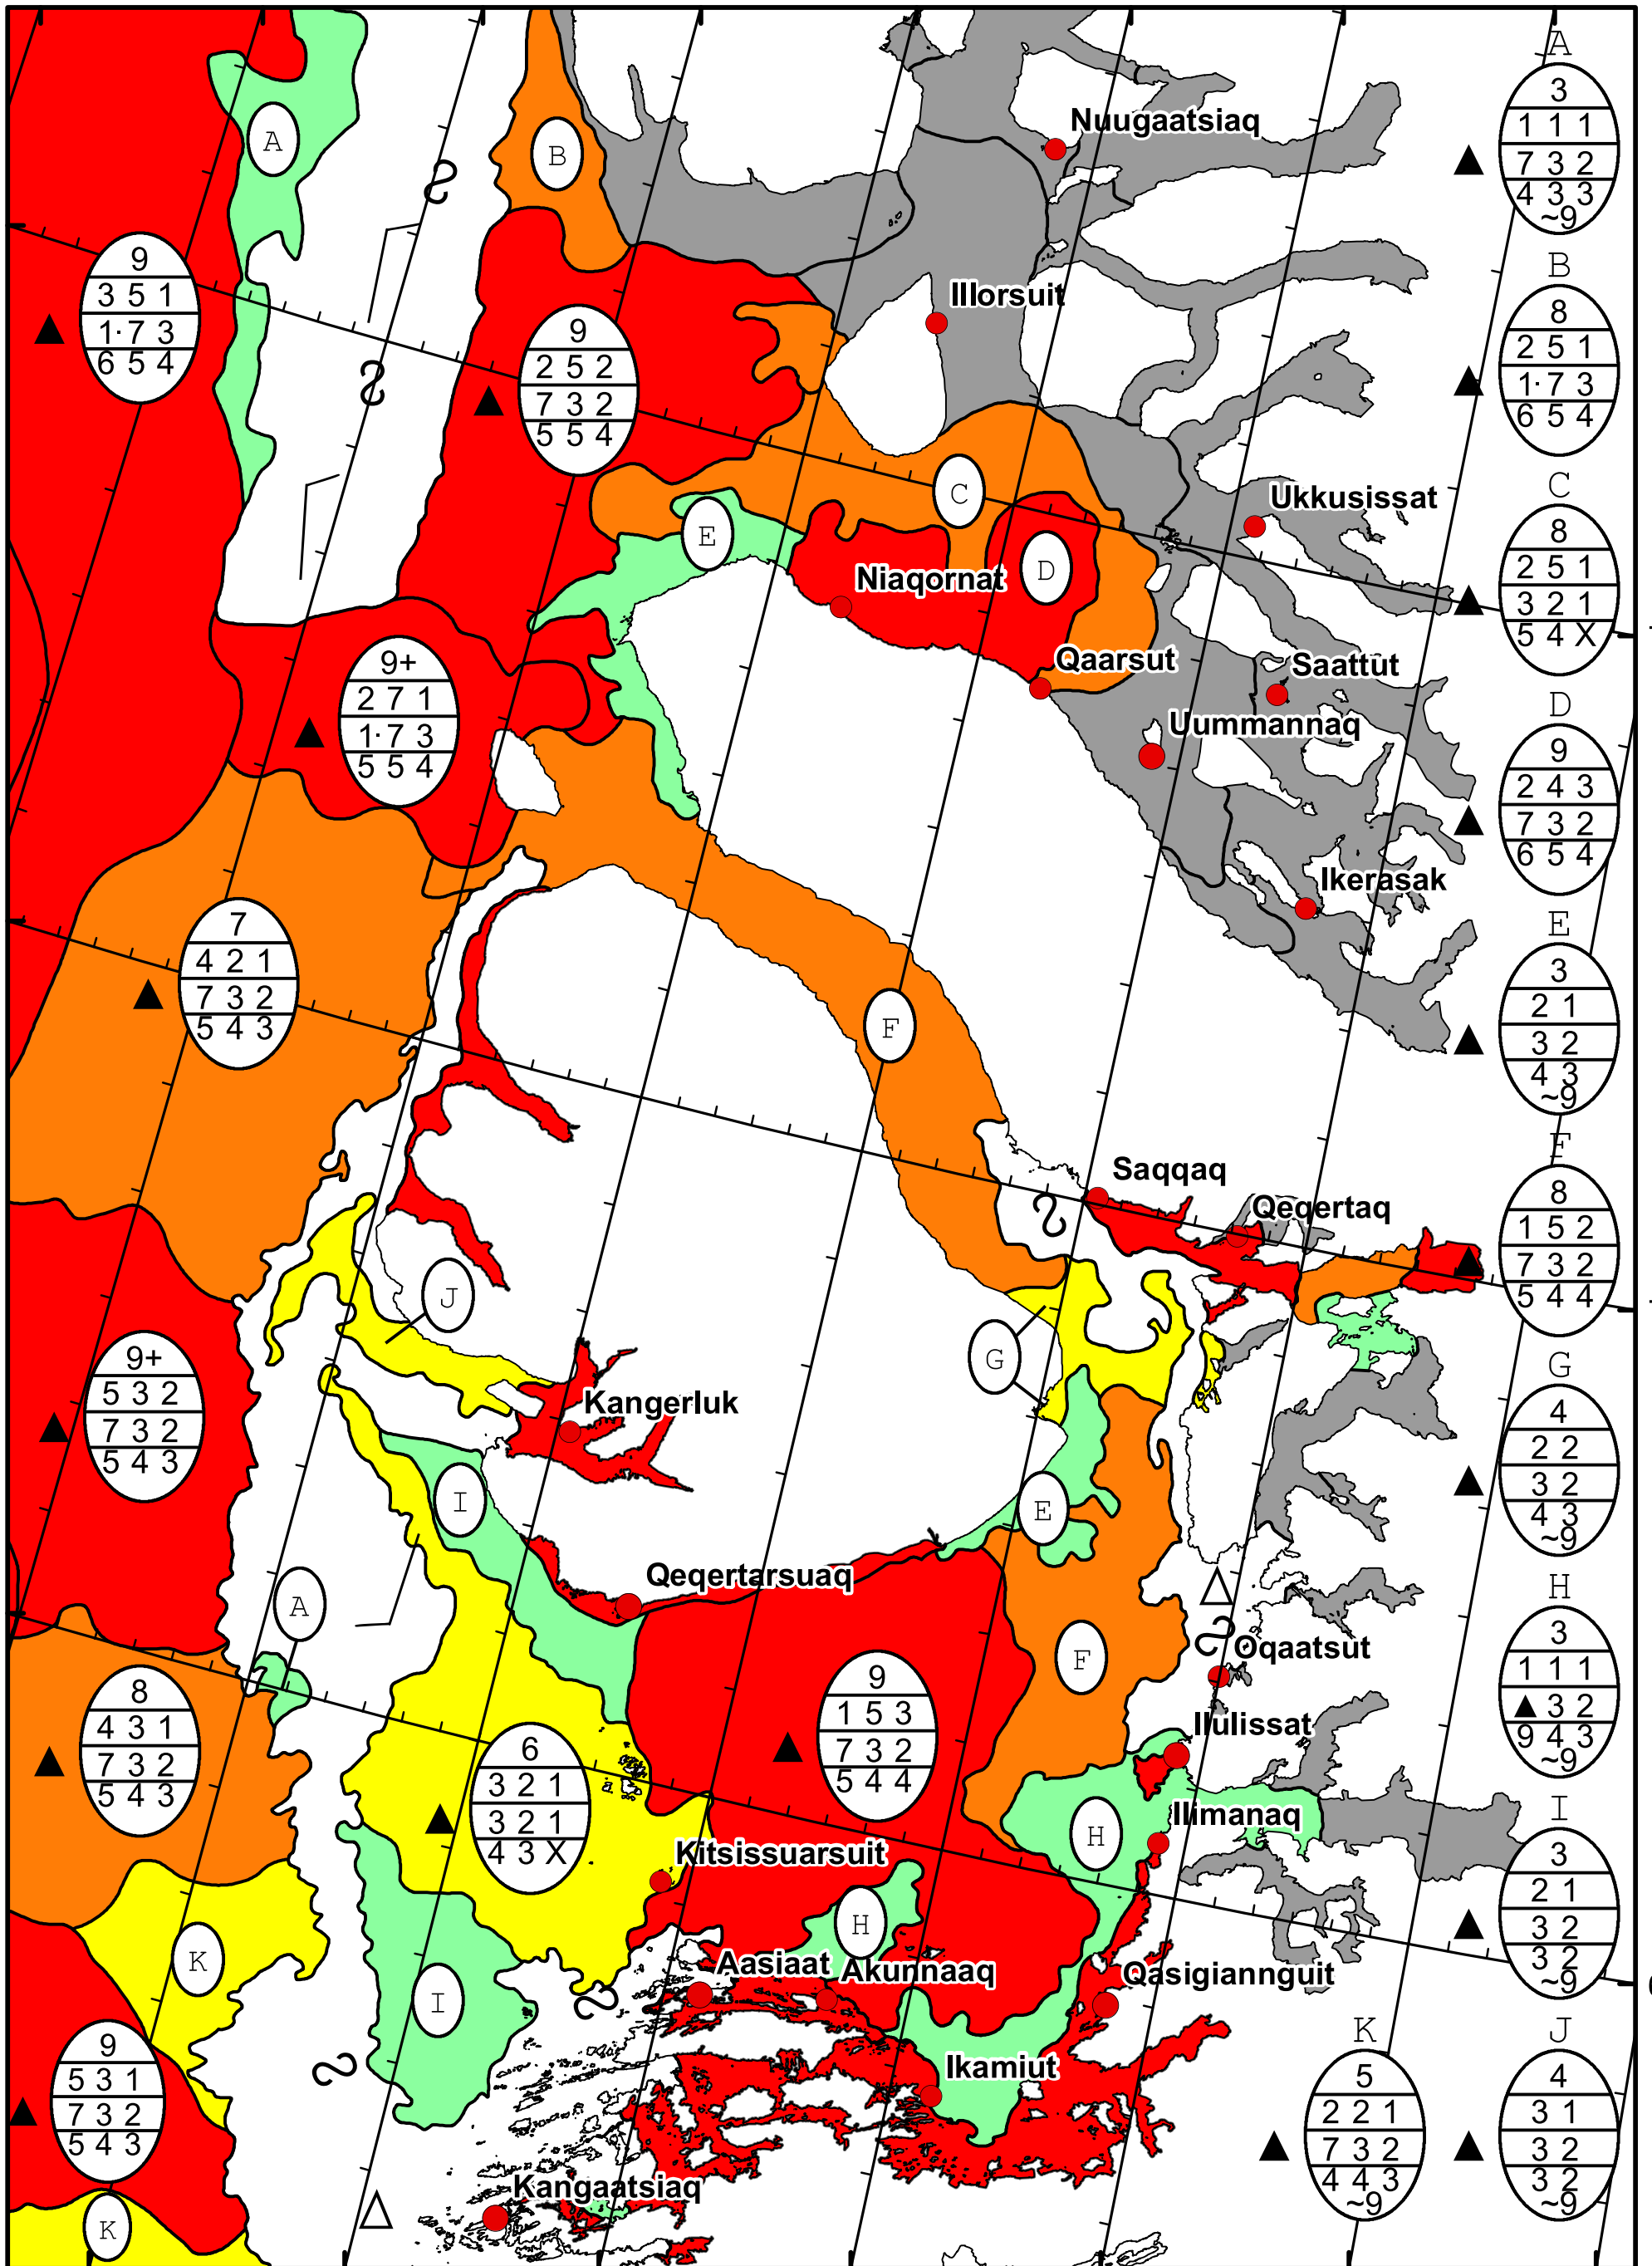 A
3
1 1 1
7 3 2
4 3 3
~9
Nuugaatsiaq
A
B
9
3 5 1
1· 7 3
6 5 4
B
8
2 5 1
1· 7 3
6 5 4
Illorsuit
9
2 5 2
7 3 2
5 5 4
C
8
2 5 1
3 2 1
5 4 X
C
Ukkusissat
E
D
Niaqornat
9+
2 7 1
1· 7 3
5 5 4
Qaarsut
Saattut
Uummannaq
D
9
2 4 3
7 3 2
6 5 4
Ikerasak
7
4 2 1
7 3 2
5 4 3
E
3
2 1
3 2
4 3
~9
F
Saqqaq
Qeqertaq
F
8
1 5 2
7 3 2
5 4 4
J
G
9+
5 3 2
7 3 2
5 4 3
Kangerluk
G
4
2 2
3 2
4 3
~9
I
E
Qeqertarsuaq
A
F
Oqaatsut
H
3
1 1 1
▲ 3 2
9 4 3
~9
8
4 3 1
7 3 2
5 4 3
9
1 5 3
7 3 2
5 4 4
Ilulissat
6
3 2 1
3 2 1
4 3 X
Ilimanaq
H
Kitsissuarsuit
I
3
2 1
3 2
3 2
~9
K
H
Aasiaat
Akunnaaq
Qasigiannguit
I
9
5 3 1
7 3 2
5 4 3
Ikamiut
K
5
2 2 1
7 3 2
4 4 3
~9
J
4
3 1
3 2
3 2
~9
Kangaatsiaq
K